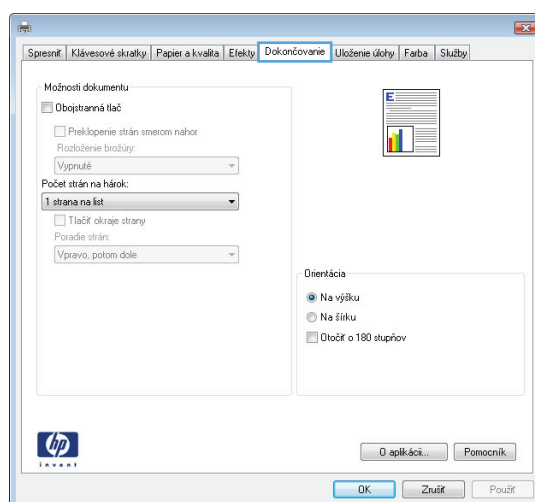 Spresniť Klávesové skratky Papier a kvalita Efekty Dokončovanie Uloženie úlohy Farba Služby
Možnosti dokumentu
Obojstranná tlač
Preklopenie strán smerom nahor
Rozloženie brožúry:
Vypnuté
Počet strán na hárok:
1 strana na list
Tlačiť okraje strany
Poradie strán:
Vpravo, potom dole
E
Orientácia
Na výšku
Na šírku
Otočiť o 180 stupňov
hp
invent
O aplikácii... Pomocník
OK Zrušiť Použiť